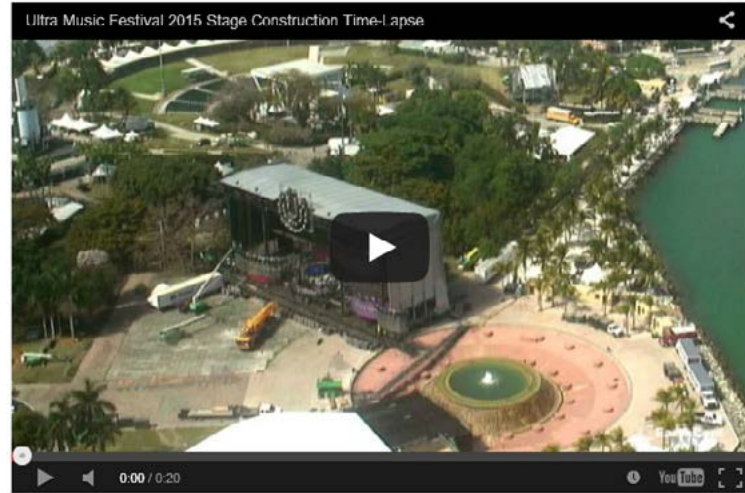 Ultra Music Festival 2015 Stage Construction Time-Lapse
0:00 / 0:20
YouTube